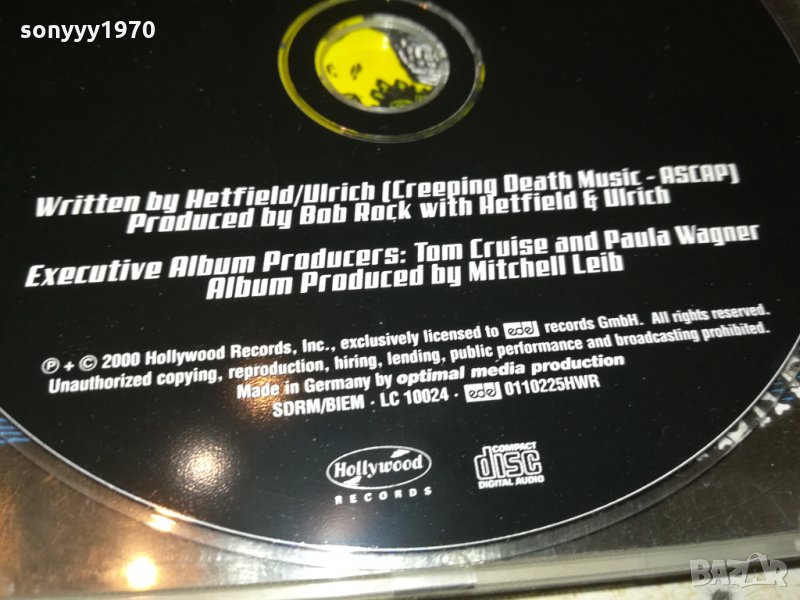 sonyyy1970
Written by Hetfield/Ulrich (Creeping Death Music - ASCAP)
Produced by Bob Rock with Hetfield & Ulrich
Executive Album Producers: Tom Cruise and Paula Wagner
Album Produced by Mitchell Leib
℗ + © 2000 Hollywood Records, Inc., exclusively licensed to edel records GmbH. All rights reserved.
Unauthorized copying, reproduction, hiring, lending, public performance and broadcasting prohibited.
Made in Germany by optimal media production
SDRM/BIEM · LC 10024 · edel 0110225HWR
Hollywood
RECORDS
COMPACT
disc
DIGITAL AUDIO
BAZAR